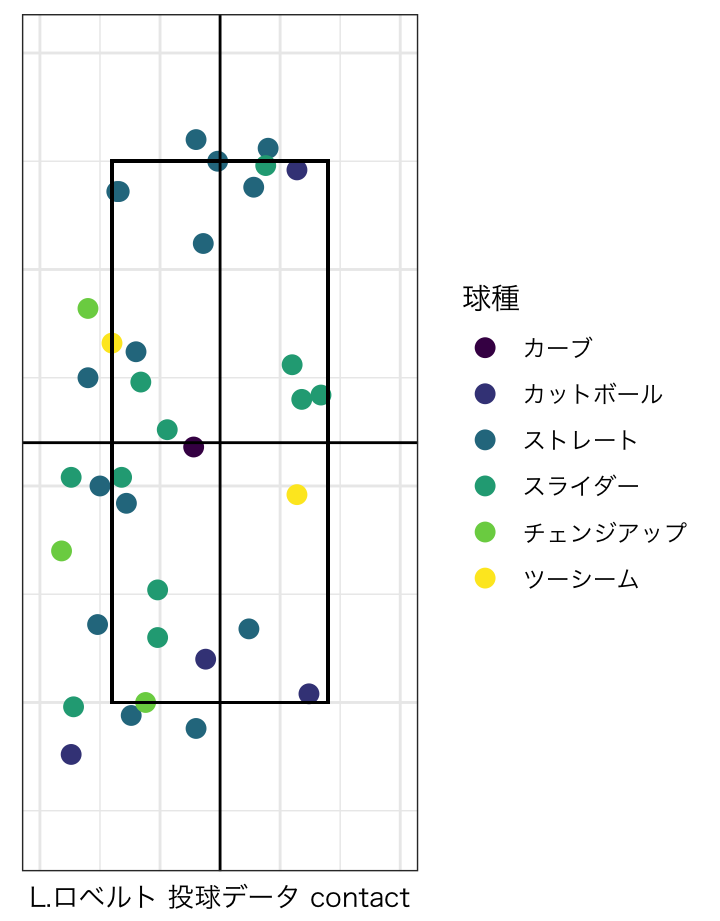 球種
カーブ
カットボール
ストレート
スライダー
チェンジアップ
ツーシーム
L.ロベルト 投球データ contact